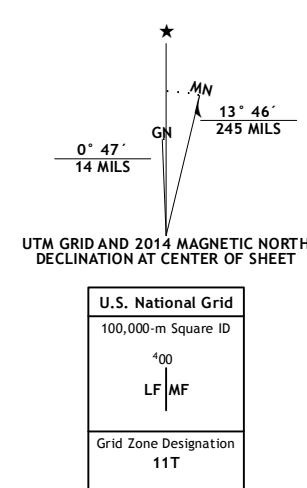 ★
MN
GN
13° 46´
245 MILS
0° 47´
14 MILS
UTM GRID AND 2014 MAGNETIC NORTH
DECLINATION AT CENTER OF SHEET
U.S. National Grid
100,000-m Square ID
⁴00
LF MF
Grid Zone Designation
11T